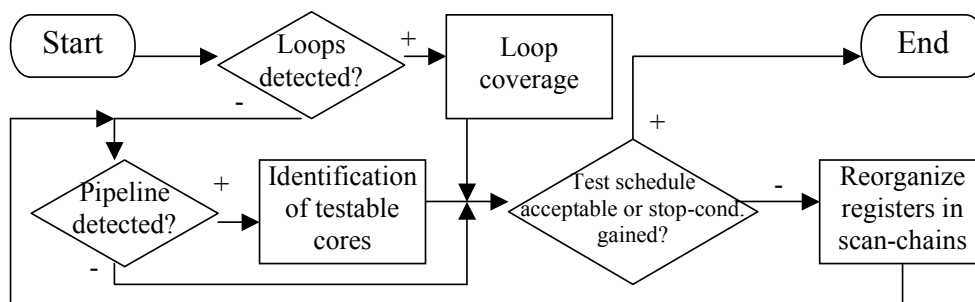 Start
Loops
detected?
+
-
Loop
coverage
End
+
Pipeline
detected?
+
-
Identification
of testable
cores
Test schedule
acceptable or stop-cond.
gained?
-
Reorganize
registers in
scan-chains